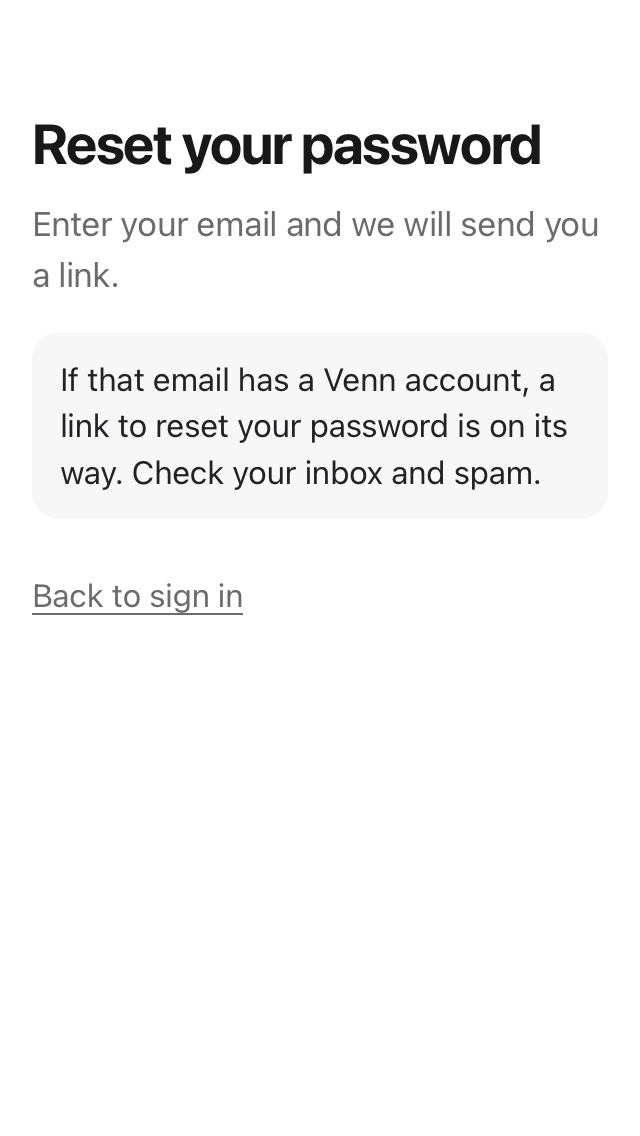 Reset your password
Enter your email and we will send you
a link.
If that email has a Venn account, a
link to reset your password is on its
way. Check your inbox and spam.
Back to sign in